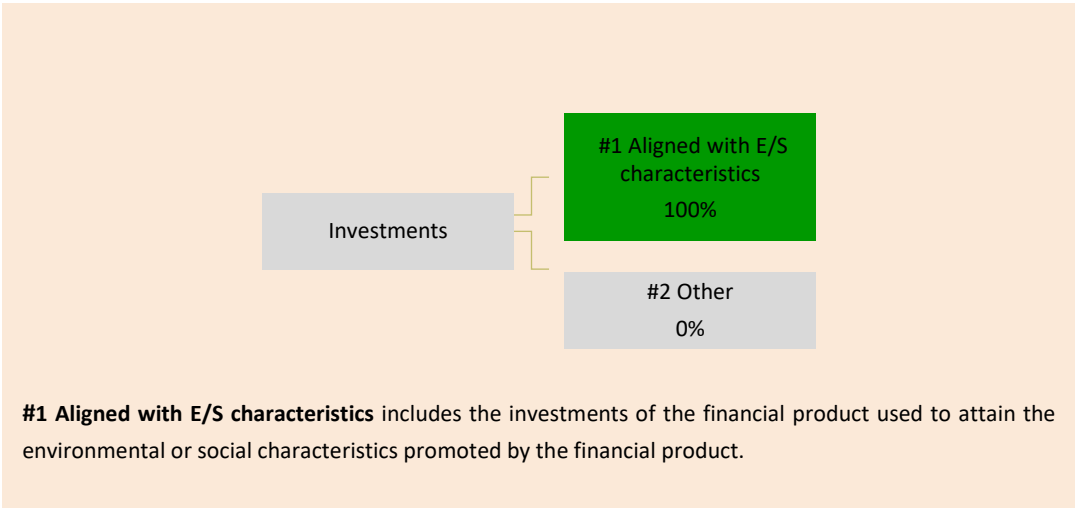 #1 Aligned with E/S
characteristics
100%
Investments
#2 Other
0%
#1 Aligned with E/S characteristics includes the investments of the financial product used to attain the
environmental or social characteristics promoted by the financial product.